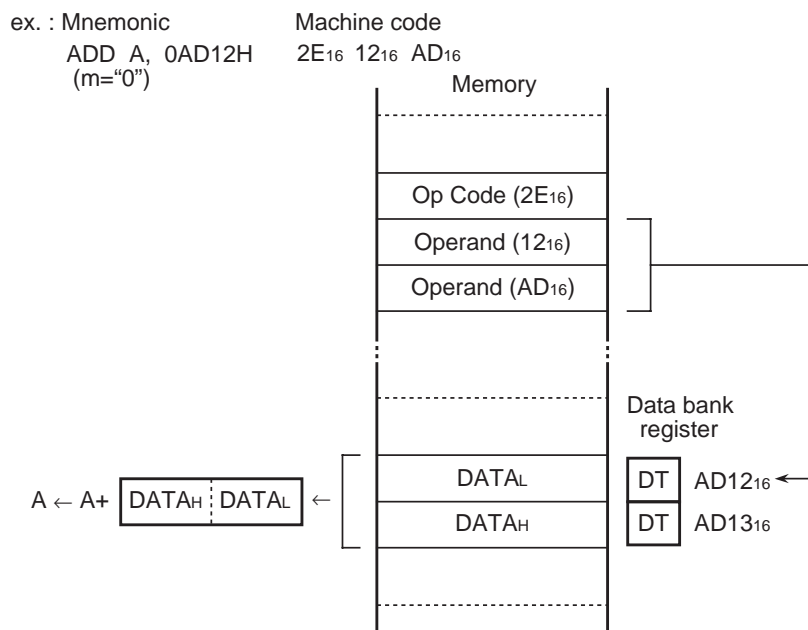 ex. : Mnemonic Machine code
ADD A, 0AD12H 2E₁₆ 12₁₆ AD₁₆
(m=“0”)
Memory
Op Code (2E₁₆)
Operand (12₁₆)
Operand (AD₁₆)
Data bank
register
A ← A+ DATAH DATAL ← DATAL DT AD12₁₆
DATAH DT AD13₁₆